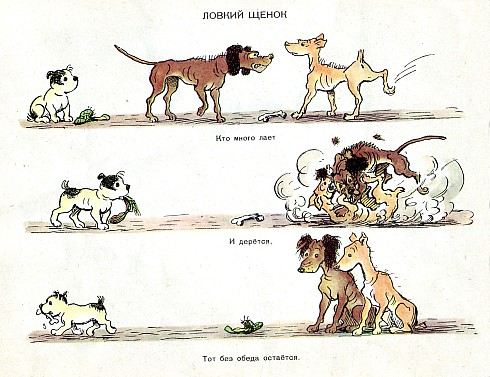 ЛОВКИЙ ЩЕНОК
Кто много лает
И дерётся,
Тот без обеда остаётся.